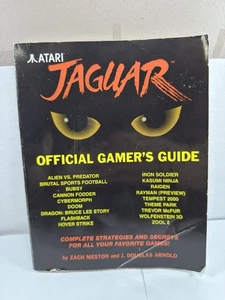 ATARI
JAGUAR
OFFICIAL GAMER'S GUIDE
ALIEN VS. PREDATOR
BRUTAL SPORTS FOOTBALL
BUBSY
CANNON FODDER
CYBERMORPH
DOOM
DRAGON: BRUCE LEE STORY
FLASHBACK
HOVER STRIKE
IRON SOLDIER
KASUMI NINJA
RAIDEN
RAYMAN (PREVIEW)
TEMPEST 2000
THEME PARK
TREVOR McFUR
WOLFENSTEIN 3D
ZOOL 2
COMPLETE STRATEGIES AND SECRETS
FOR ALL YOUR FAVORITE GAMES!
by ZACH MESTON and J. DOUGLAS ARNOLD